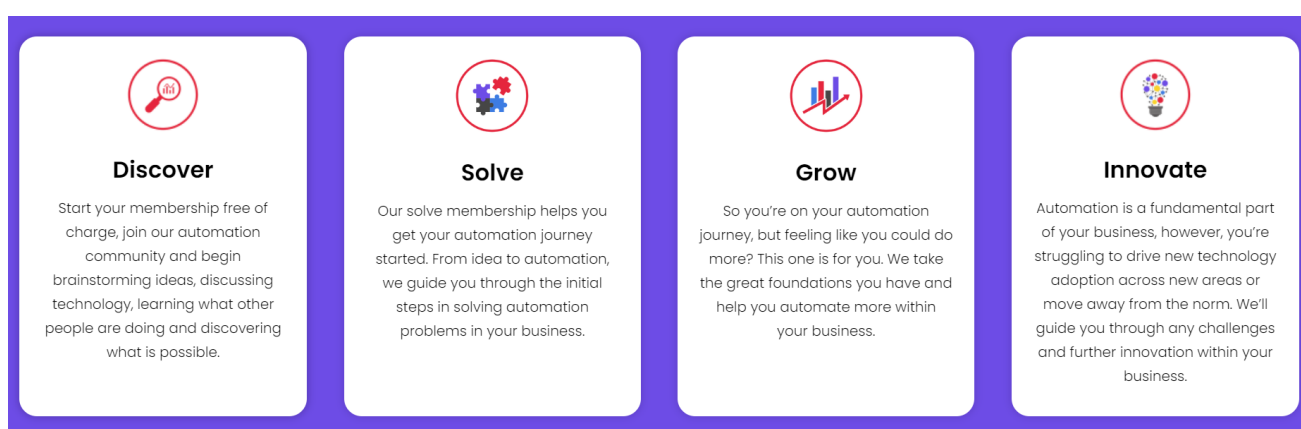 Discover
Start your membership free of
charge, join our automation
community and begin
brainstorming ideas, discussing
technology, learning what other
people are doing and discovering
what is possible.
Solve
Our solve membership helps you
get your automation journey
started. From idea to automation,
we guide you through the initial
steps in solving automation
problems in your business.
Grow
So you’re on your automation
journey, but feeling like you could do
more? This one is for you. We take
the great foundations you have and
help you automate more within
your business.
Innovate
Automation is a fundamental part
of your business, however, you’re
struggling to drive new technology
adoption across new areas or
move away from the norm. We’ll
guide you through any challenges
and further innovation within your
business.